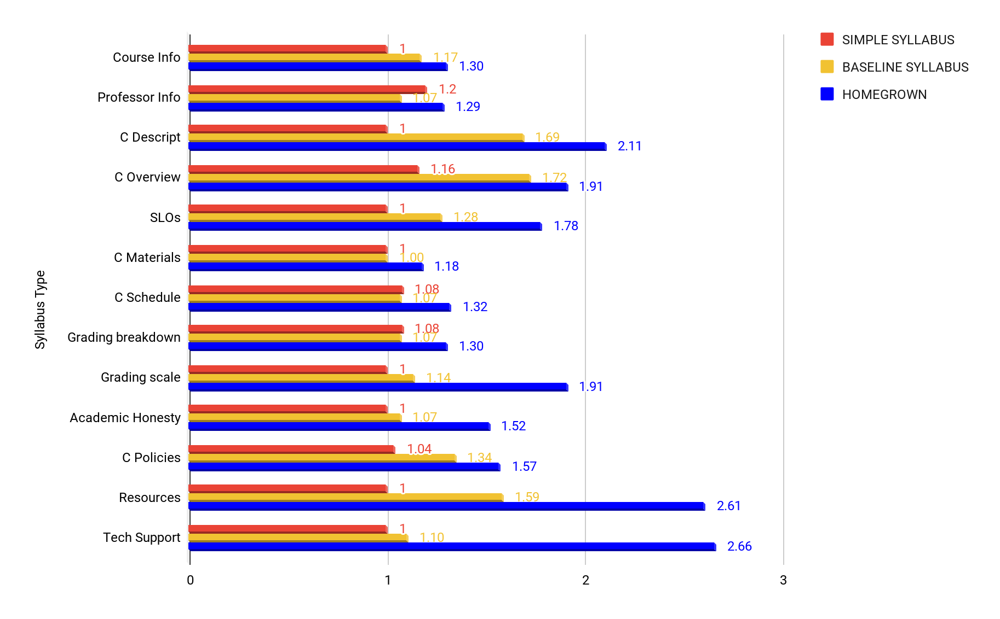 SIMPLE SYLLABUS
BASELINE SYLLABUS
HOMEGROWN
Syllabus Type
Course Info
1
1.17
1.30
Professor Info
1.2
1.07
1.29
C Descript
1
1.69
2.11
C Overview
1.16
1.72
1.91
SLOs
1
1.28
1.78
C Materials
1
1.00
1.18
C Schedule
1.08
1.07
1.32
Grading breakdown
1.08
1.07
1.30
Grading scale
1
1.14
1.91
Academic Honesty
1
1.07
1.52
C Policies
1.04
1.34
1.57
Resources
1
1.59
2.61
Tech Support
1
1.10
2.66
0 1 2 3